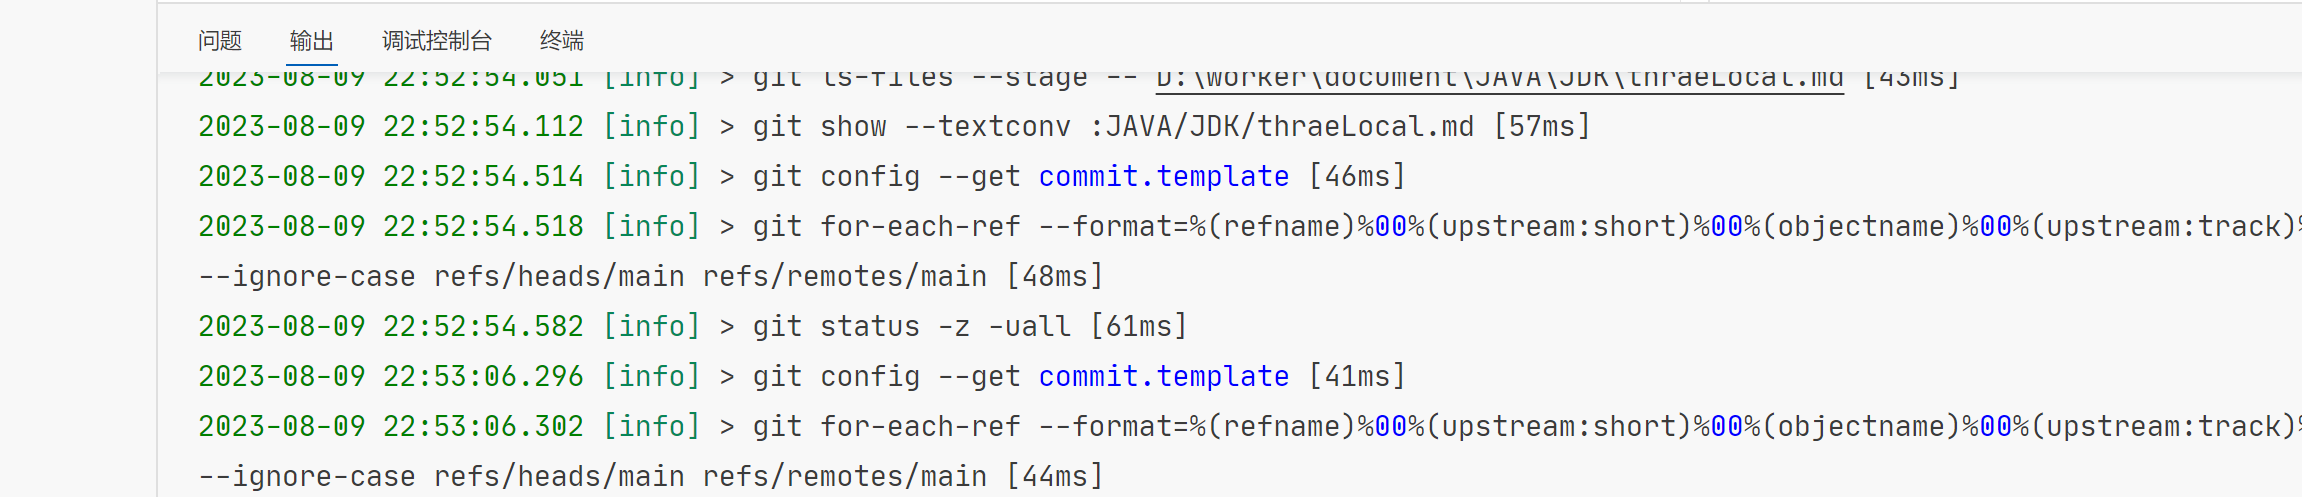 问题 输出 调试控制台 终端
2023-08-09 22:52:54.051 [info] > git ls-files --stage -- D:\worker\document\JAVA\JDK\thraeLocal.md [43ms]
2023-08-09 22:52:54.112 [info] > git show --textconv :JAVA/JDK/thraeLocal.md [57ms]
2023-08-09 22:52:54.514 [info] > git config --get commit.template [46ms]
2023-08-09 22:52:54.518 [info] > git for-each-ref --format=%(refname)%00%(upstream:short)%00%(objectname)%00%(upstream:track)%
--ignore-case refs/heads/main refs/remotes/main [48ms]
2023-08-09 22:52:54.582 [info] > git status -z -uall [61ms]
2023-08-09 22:53:06.296 [info] > git config --get commit.template [41ms]
2023-08-09 22:53:06.302 [info] > git for-each-ref --format=%(refname)%00%(upstream:short)%00%(objectname)%00%(upstream:track)%
--ignore-case refs/heads/main refs/remotes/main [44ms]